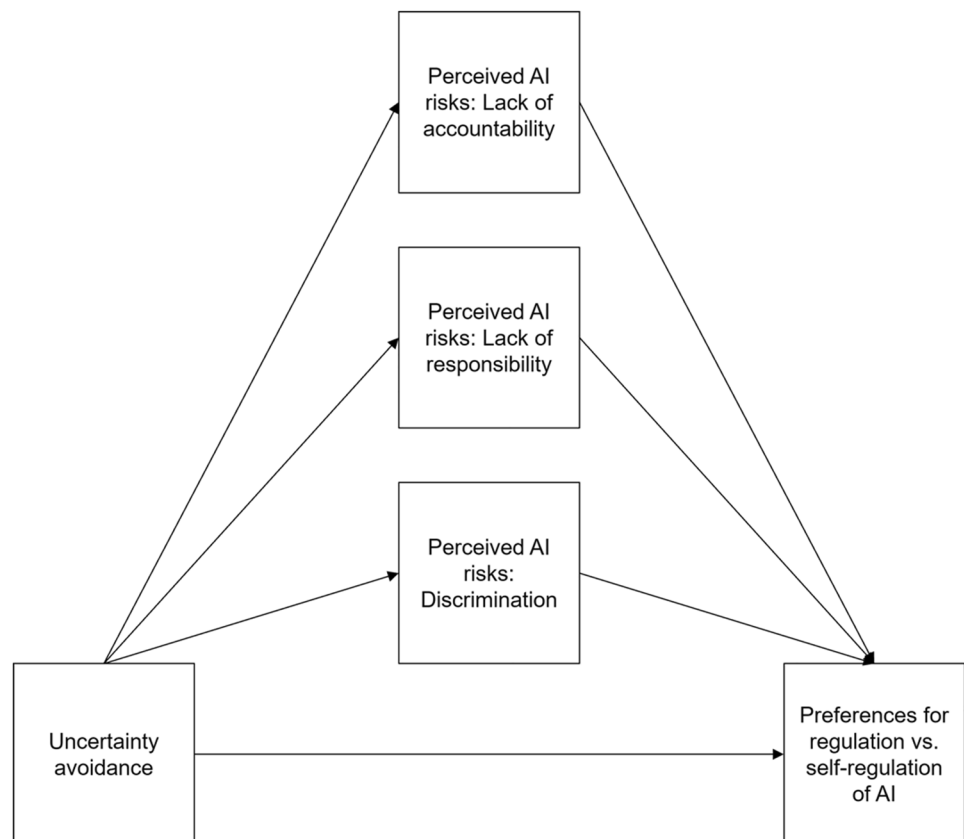 Perceived AI
risks: Lack of
accountability
Perceived AI
risks: Lack of
responsibility
Perceived AI
risks:
Discrimination
Uncertainty
avoidance
Preferences for
regulation vs.
self-regulation
of AI